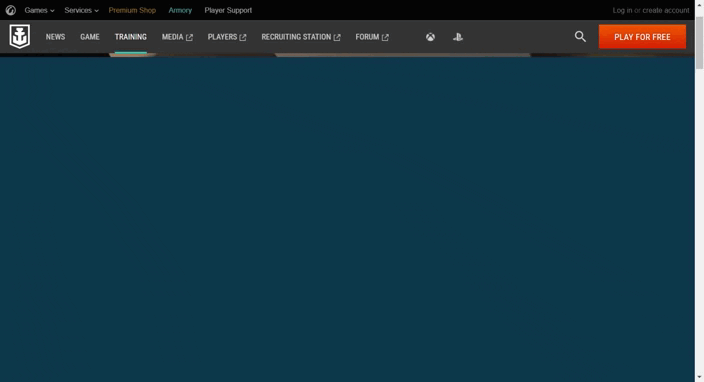 Games Services Premium Shop Armory Player Support Log in or create account
NEWS GAME TRAINING MEDIA PLAYERS RECRUITING STATION FORUM PLAY FOR FREE